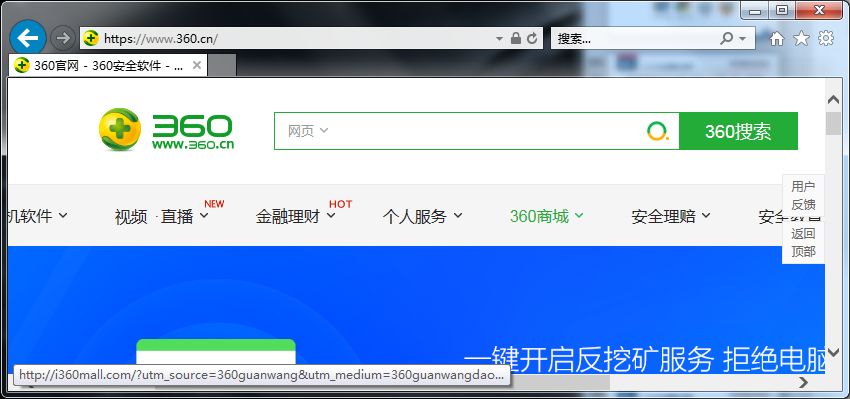 https://www.360.cn/
搜索...
360官网 - 360安全软件 - ...
360
www.360.cn
网页
360搜索
用户
反馈
返回
顶部
机软件
视频 · 直播
NEW
金融理财
HOT
个人服务
360商城
安全理赔
一键开启反挖矿服务 拒绝电脑
http://i360mall.com/?utm_source=360guanwang&utm_medium=360guanwangdao...